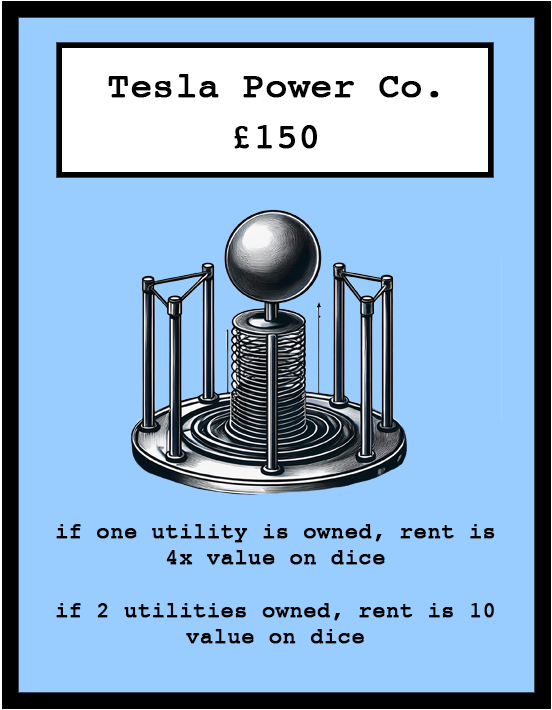 Tesla Power Co.
£150
if one utility is owned, rent is
4x value on dice
if 2 utilities owned, rent is 10
value on dice